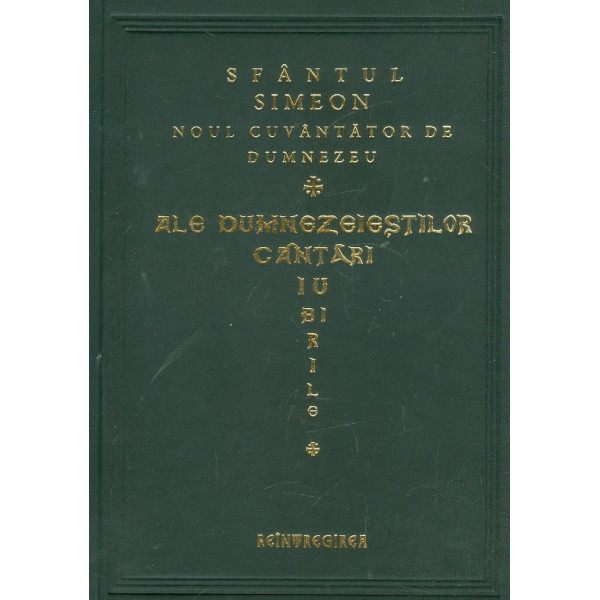 SFÂNTUL
SIMEON
NOUL CUVÂNTĂTOR DE
DUMNEZEU
ALE DUMNEZEIEȘTILOR
CÂNTĂRI
IU
BI
R
I
L
E
REÎNTREGIREA